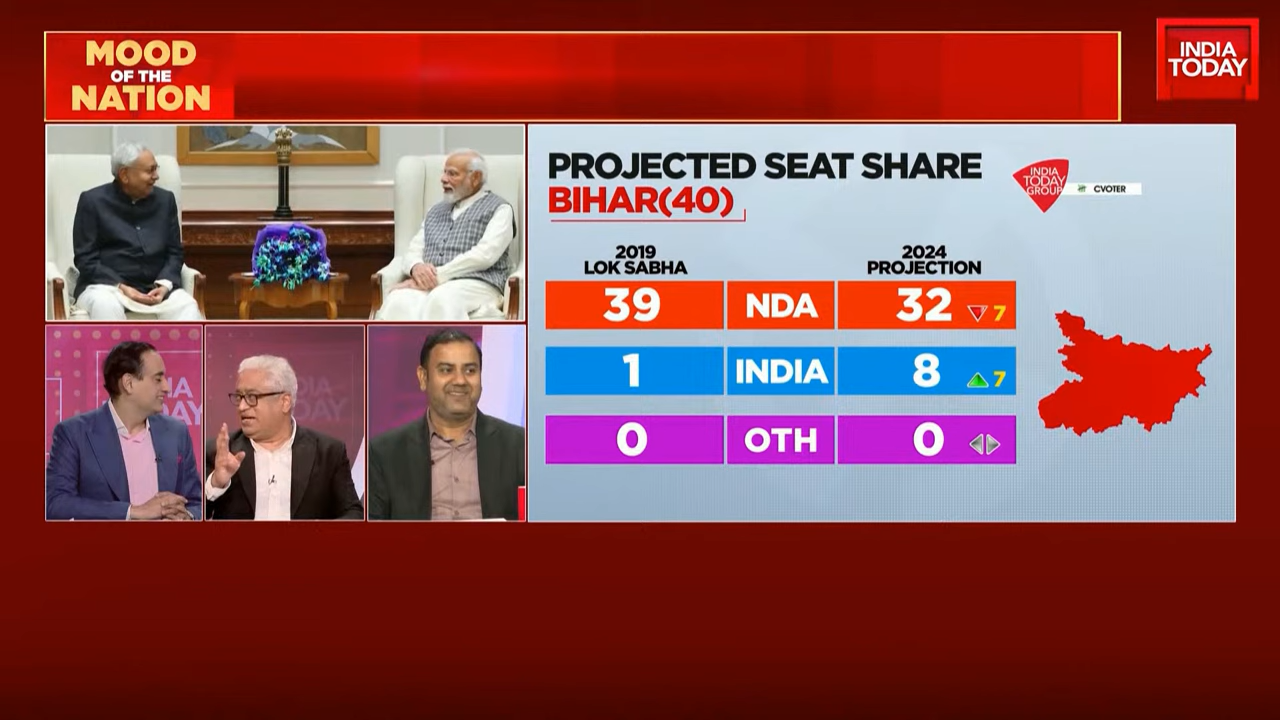 MOOD
OF THE
NATION
INDIA
TODAY
PROJECTED SEAT SHARE
BIHAR(40)
INDIA
TODAY
GROUP
CVOTER
2019
LOK SABHA
2024
PROJECTION
39 NDA 32 7
1 INDIA 8 7
0 OTH 0